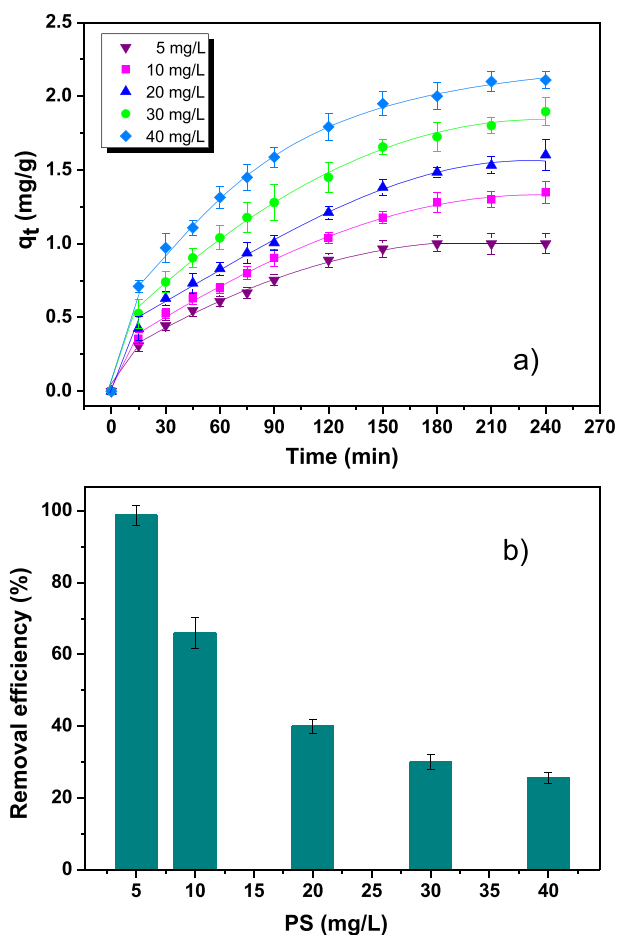 2.5
2.0
1.5
1.0
0.5
0.0
qt (mg/g)
5 mg/L
10 mg/L
20 mg/L
30 mg/L
40 mg/L
a)
0 30 60 90 120 150 180 210 240 270
Time (min)
100
80
60
40
20
0
Removal efficiency (%)
b)
5 10 15 20 25 30 35 40
PS (mg/L)